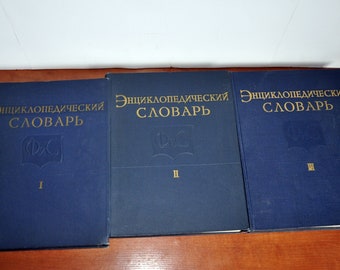 Энциклопедический
словарь
I
Энциклопедический
словарь
II
Энциклопедический
словарь
III